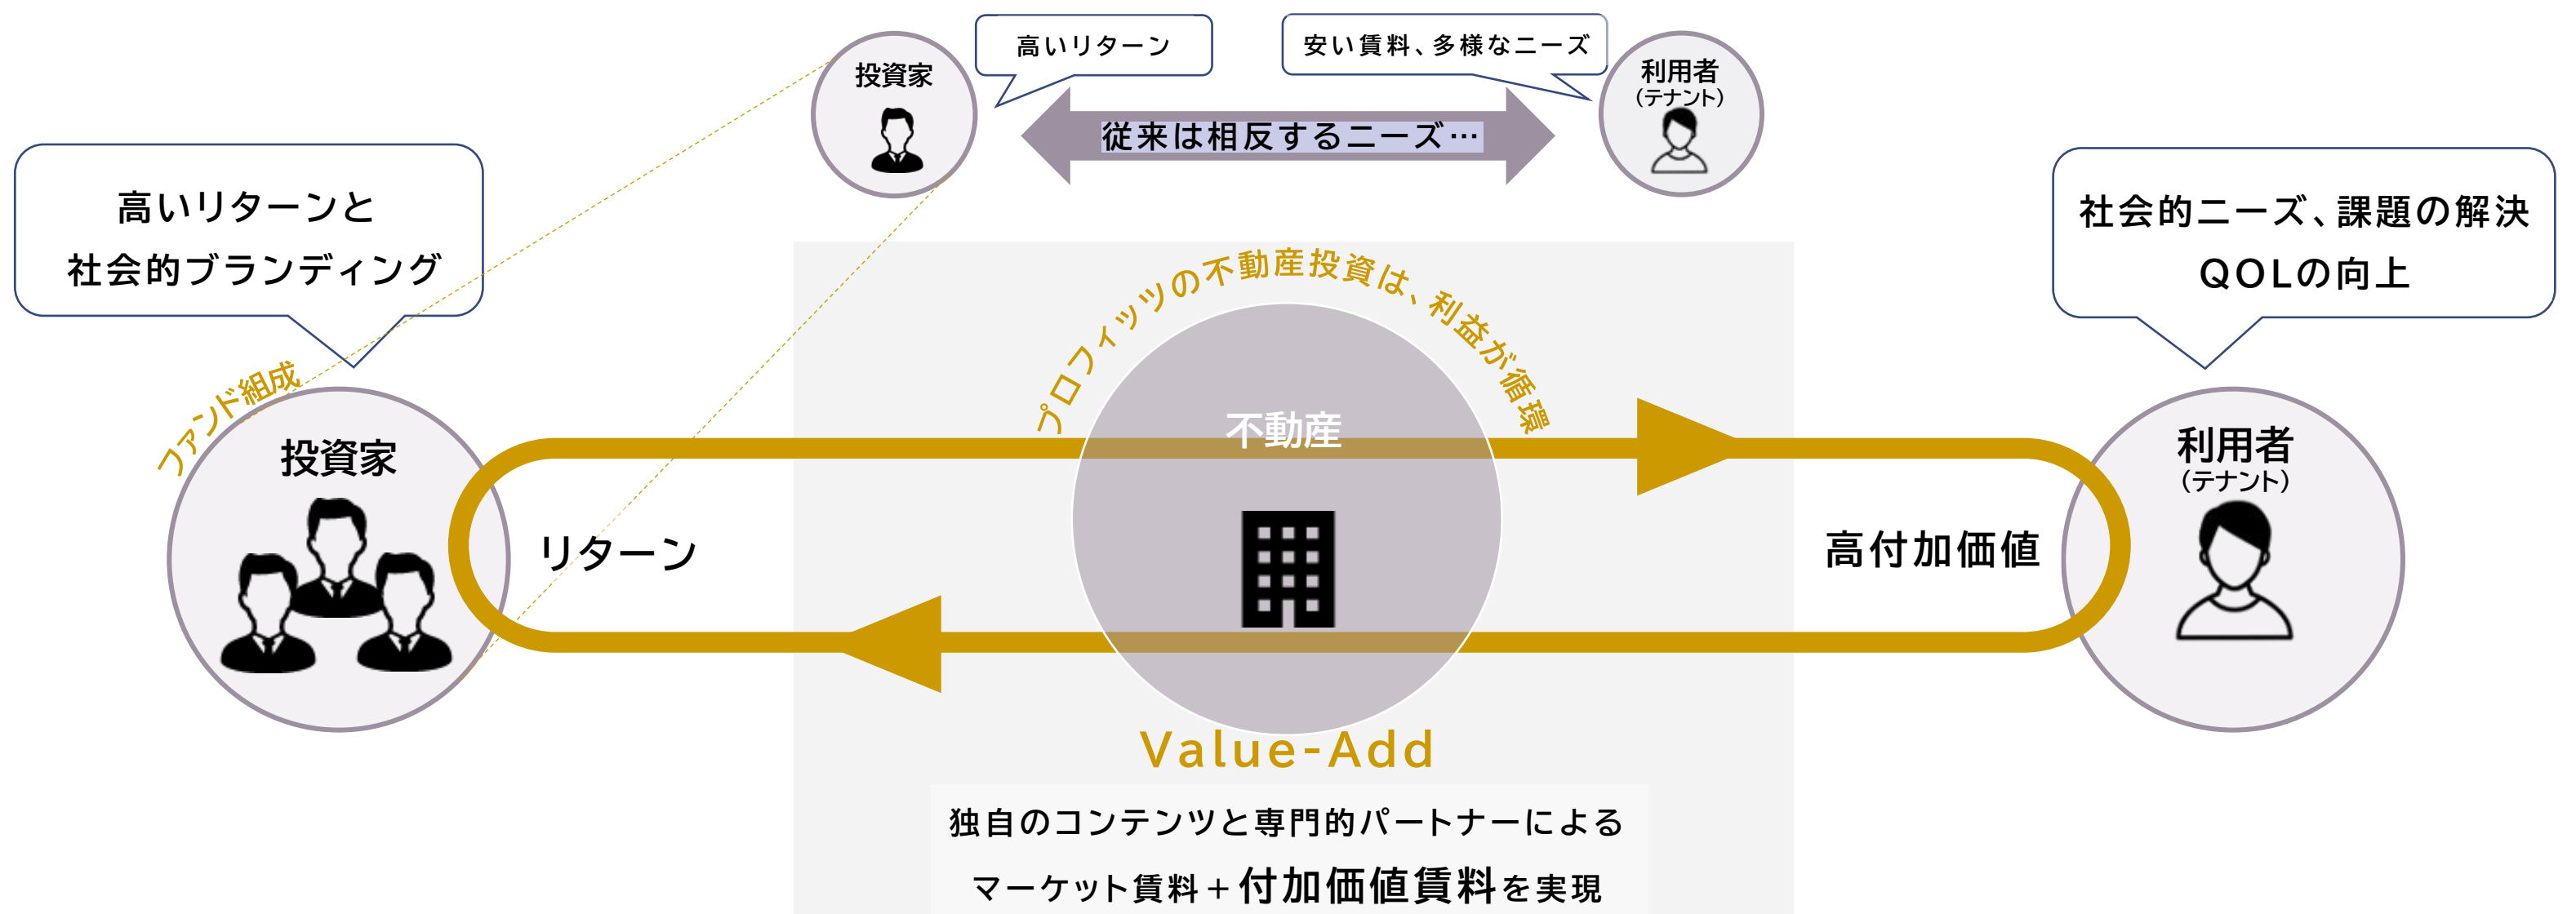 投資家
高いリターン
安い賃料、多様なニーズ
利用者
（テナント）
従来は相反するニーズ…
高いリターンと
社会的ブランディング
社会的ニーズ、課題の解決
QOLの向上
プロフィッツの不動産投資は、利益が循環
ファンド組成
投資家
不動産
利用者
（テナント）
リターン
高付加価値
Value-Add
独自のコンテンツと専門的パートナーによる
マーケット賃料＋付加価値賃料を実現